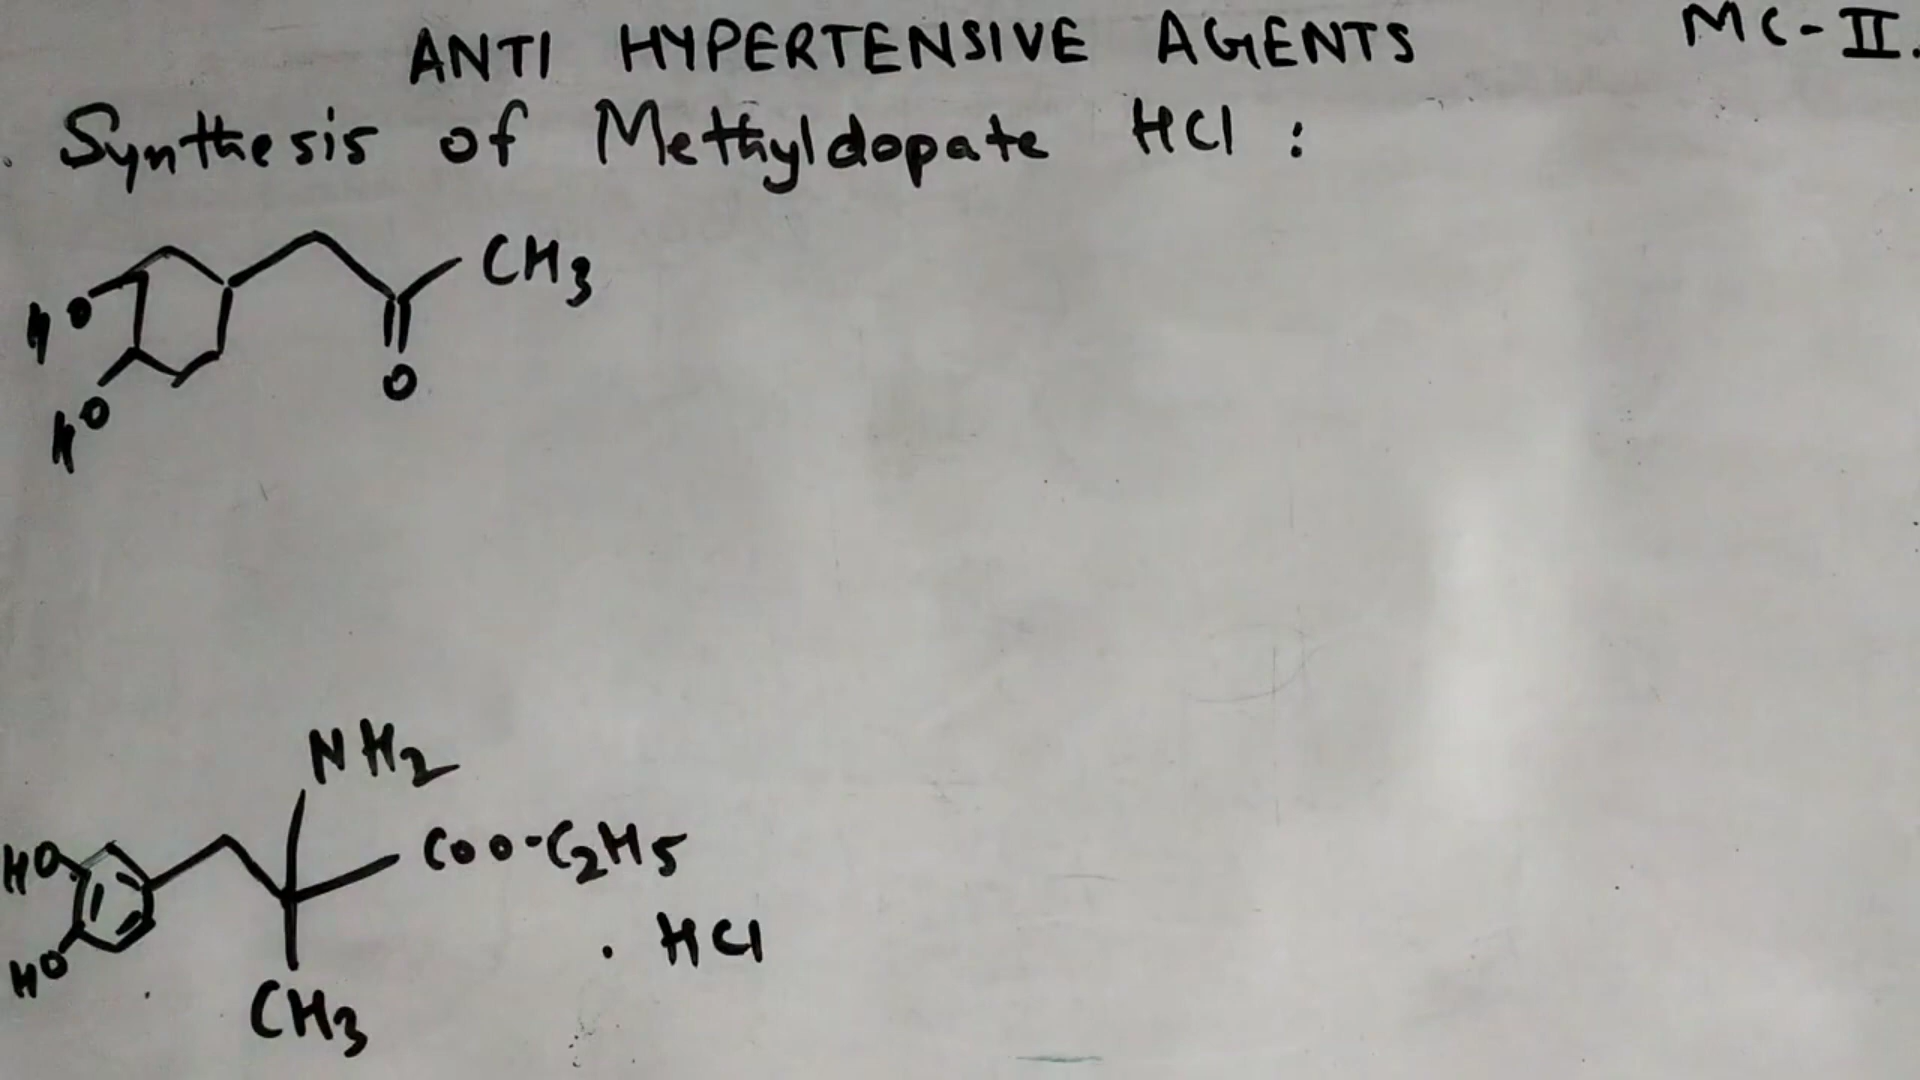 ANTI HYPERTENSIVE AGENTS MC-II.
Synthesis of Methyldopate HCl :
CH3
HO
O
HO
NH2
HO COO-C2H5
. HCl
HO
CH3